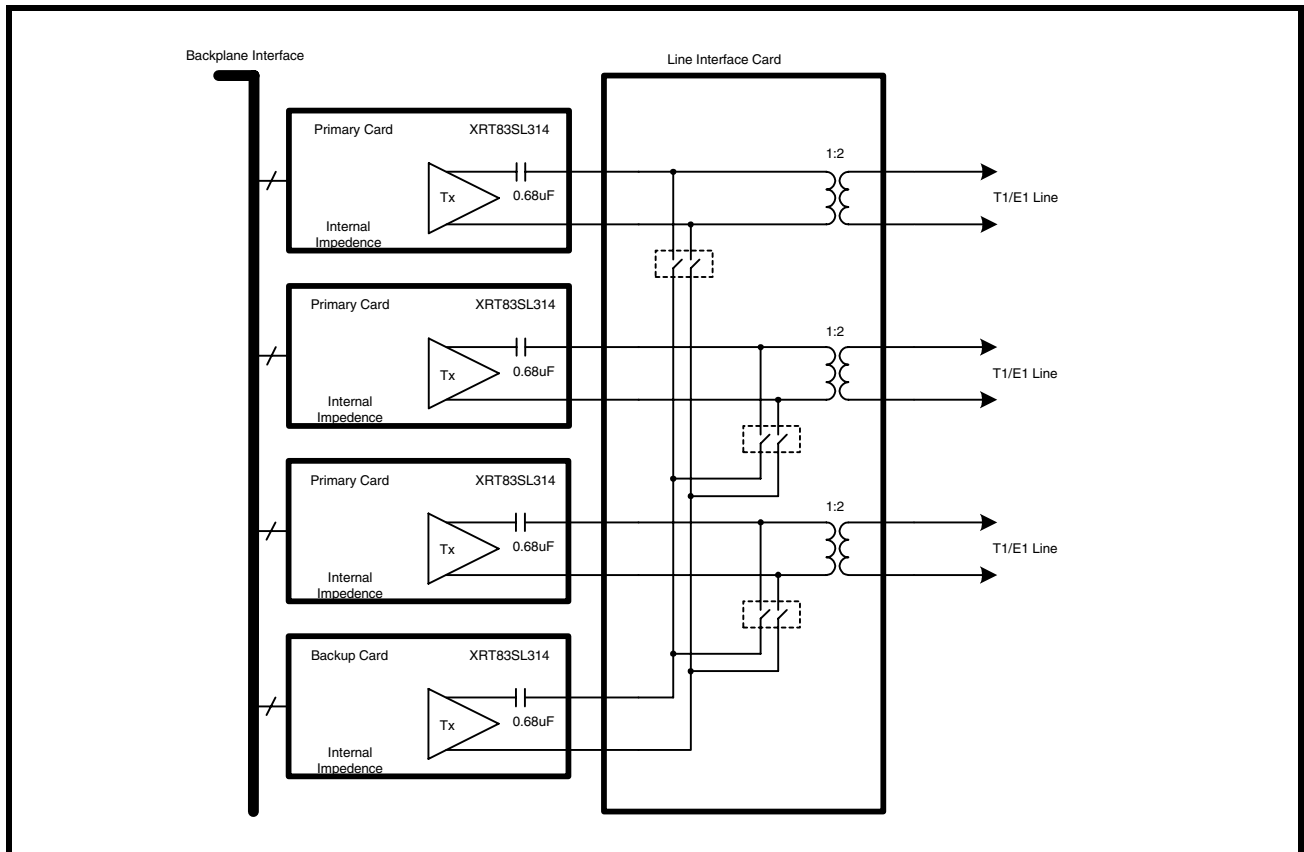 Backplane Interface
Line Interface Card
Primary Card XRT83SL314
1:2
Tx
0.68uF
T1/E1 Line
Internal
Impedence
Primary Card XRT83SL314
1:2
Tx
0.68uF
T1/E1 Line
Internal
Impedence
Primary Card XRT83SL314
1:2
Tx
0.68uF
T1/E1 Line
Internal
Impedence
Backup Card XRT83SL314
Tx
0.68uF
Internal
Impedence